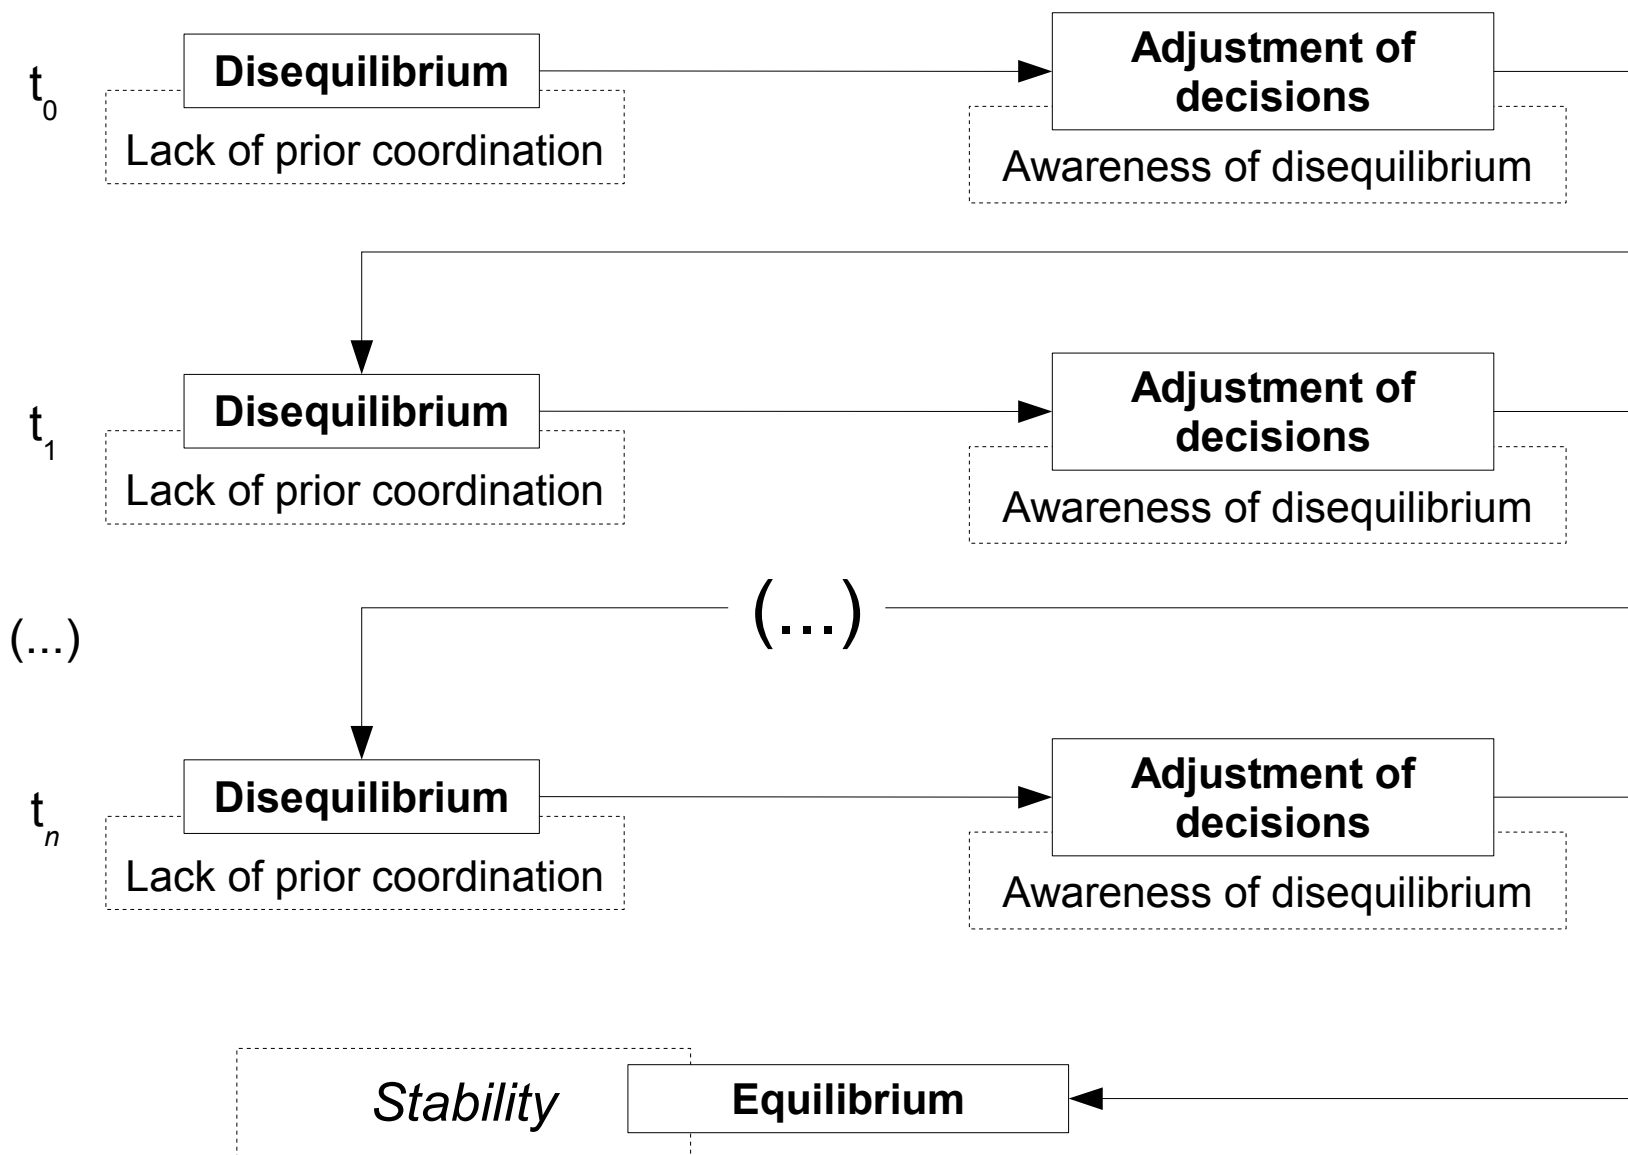 t0
Disequilibrium
Lack of prior coordination
Adjustment of
decisions
Awareness of disequilibrium
t1
Disequilibrium
Lack of prior coordination
Adjustment of
decisions
Awareness of disequilibrium
(...)
(...)
tn
Disequilibrium
Lack of prior coordination
Adjustment of
decisions
Awareness of disequilibrium
Stability
Equilibrium